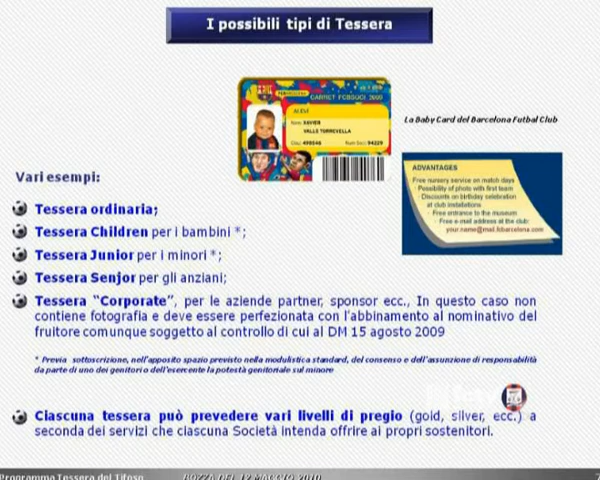 I possibili tipi di Tessera
CARNET FCBSOCI 2000
ALEVÍ
XAVIER
VALLS TORREVELLA
La Baby Card del Barcelona Futbal Club
ADVANTAGES
Free nursery service on match days
· Possibility of photo with first team
· Discounts on birthday celebration
at club installations
· Free entrance to the museum
· Free e-mail address at the club:
your.name@mail.fcbarcelona.com
Vari esempi:
Tessera ordinaria;
Tessera Children per i bambini *;
Tessera Junior per i minori *;
Tessera Senjor per gli anziani;
Tessera "Corporate", per le aziende partner, sponsor ecc., In questo caso non
contiene fotografia e deve essere perfezionata con l'abbinamento al nominativo del
fruitore comunque soggetto al controllo di cui al DM 15 agosto 2009
* Previa sottoscrizione, nell'apposito spazio previsto nella modulistica standard, del consenso e dell'assunzione di responsabilità
da parte di uno dei genitori o dell'esercente la potestà genitoriale sul minore
Ciascuna tessera può prevedere vari livelli di pregio (gold, silver, ecc.) a
seconda dei servizi che ciascuna Società intenda offrire ai propri sostenitori.
Programma Tessera del Tifoso
BOZZA DEL 12 MAGGIO 2010